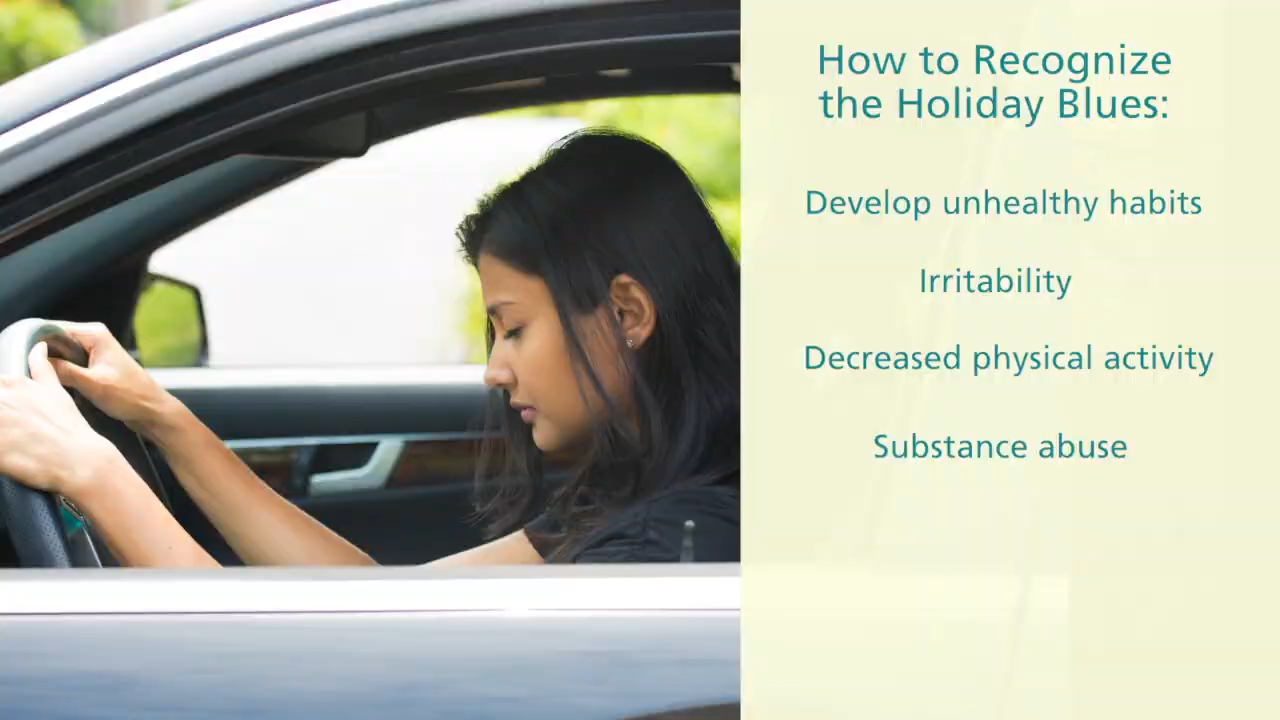 How to Recognize
the Holiday Blues:
Develop unhealthy habits
Irritability
Decreased physical activity
Substance abuse